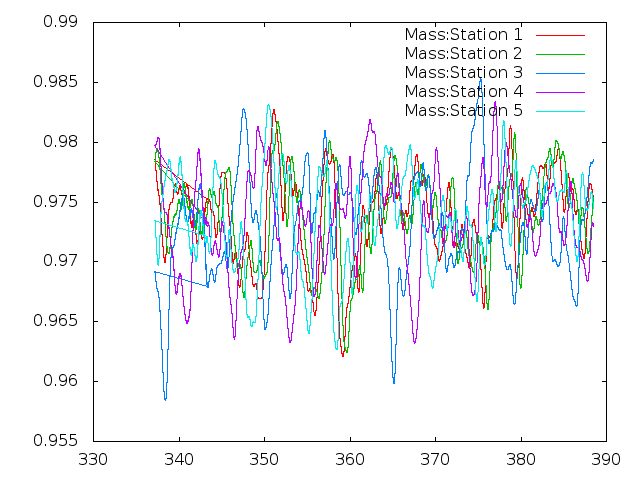 0.99
Mass:Station 1
Mass:Station 2
Mass:Station 3
Mass:Station 4
Mass:Station 5
0.985
0.98
0.975
0.97
0.965
0.96
0.955
330 340 350 360 370 380 390